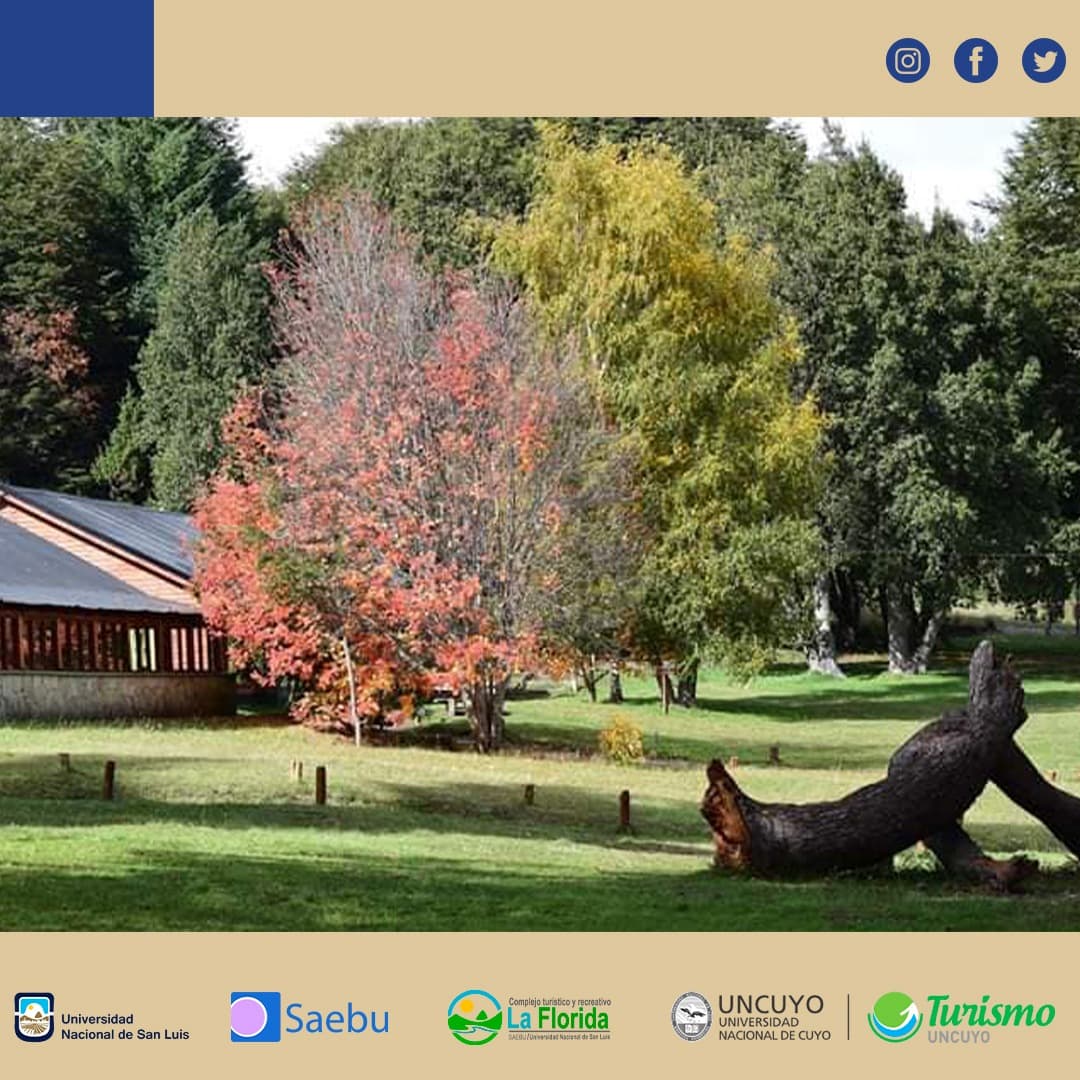 Universidad
Nacional de San Luis
Saebu
Complejo turístico y recreativo
La Florida
SAEBU/Universidad Nacional de San Luis
UNCUYO
UNIVERSIDAD
NACIONAL DE CUYO
Turismo
UNCUYO